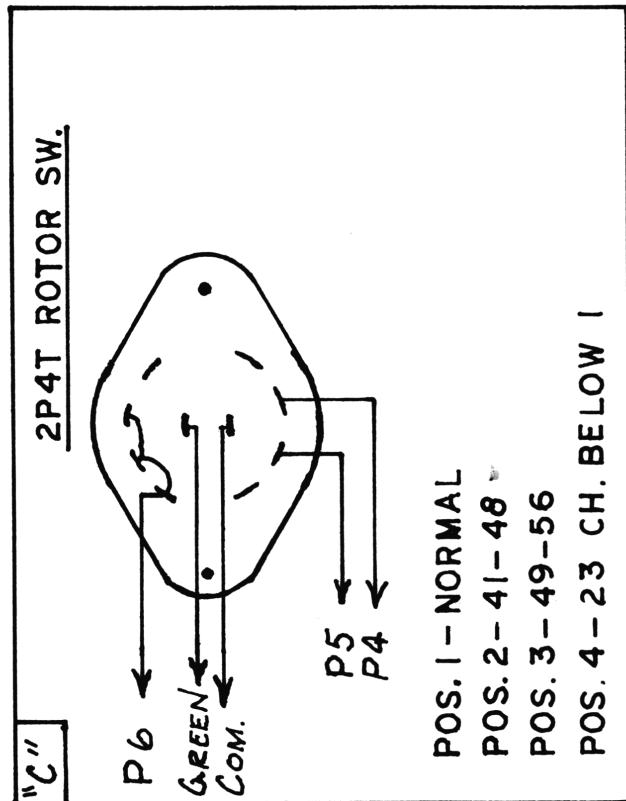 "C"
2P4T ROTOR SW.
P6
GREEN
COM.
P5
P4
POS. 1 - NORMAL
POS. 2 - 41 - 48
POS. 3 - 49 - 56
POS. 4 - 23 CH. BELOW 1